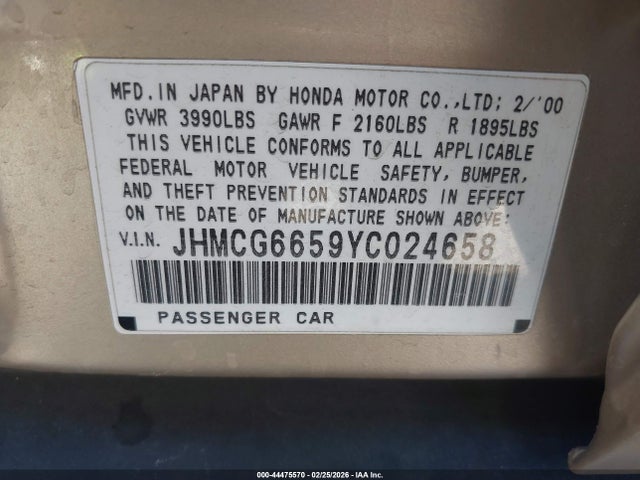 MFD. IN JAPAN BY HONDA MOTOR CO.,LTD; 2/'00
GVWR 3990LBS GAWR F 2160LBS R 1895LBS
THIS VEHICLE CONFORMS TO ALL APPLICABLE
FEDERAL MOTOR VEHICLE SAFETY, BUMPER,
AND THEFT PREVENTION STANDARDS IN EFFECT
ON THE DATE OF MANUFACTURE SHOWN ABOVE:
V.I.N. JHMCG6659YC024658
PASSENGER CAR
000-44475570 - 02/25/2026 - IAA Inc.